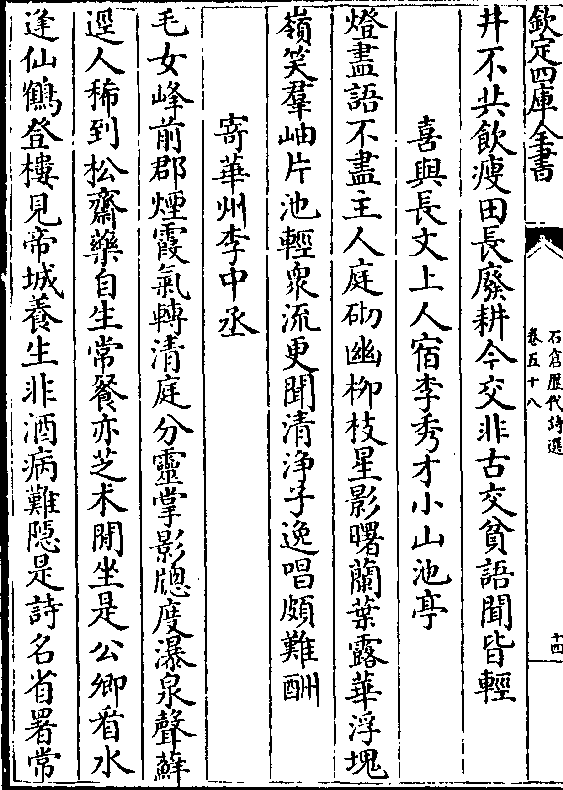 欽定四庫全書
石倉歷代詩選
卷五十八
十四
井不共飲瘦田長廢耕今交非古交貧語聞皆輕
喜與長文上人宿李秀才小山池亭
燈盡語不盡王人庭砌幽柳枝星影曙蘭葉露華浮塊
嶺笑羣岫片池輕衆流更聞清淨子逸唱頗難酬
寄華州李中丞
毛女峰前郡煙霞氣轉清庭分靈掌影牕度瀑泉聲蘚
逕人稀到松齋藥自生常餐亦芝朮閒坐是公卿看水
逢仙鶴登樓見帝城養生非酒病難隠是詩名省署常